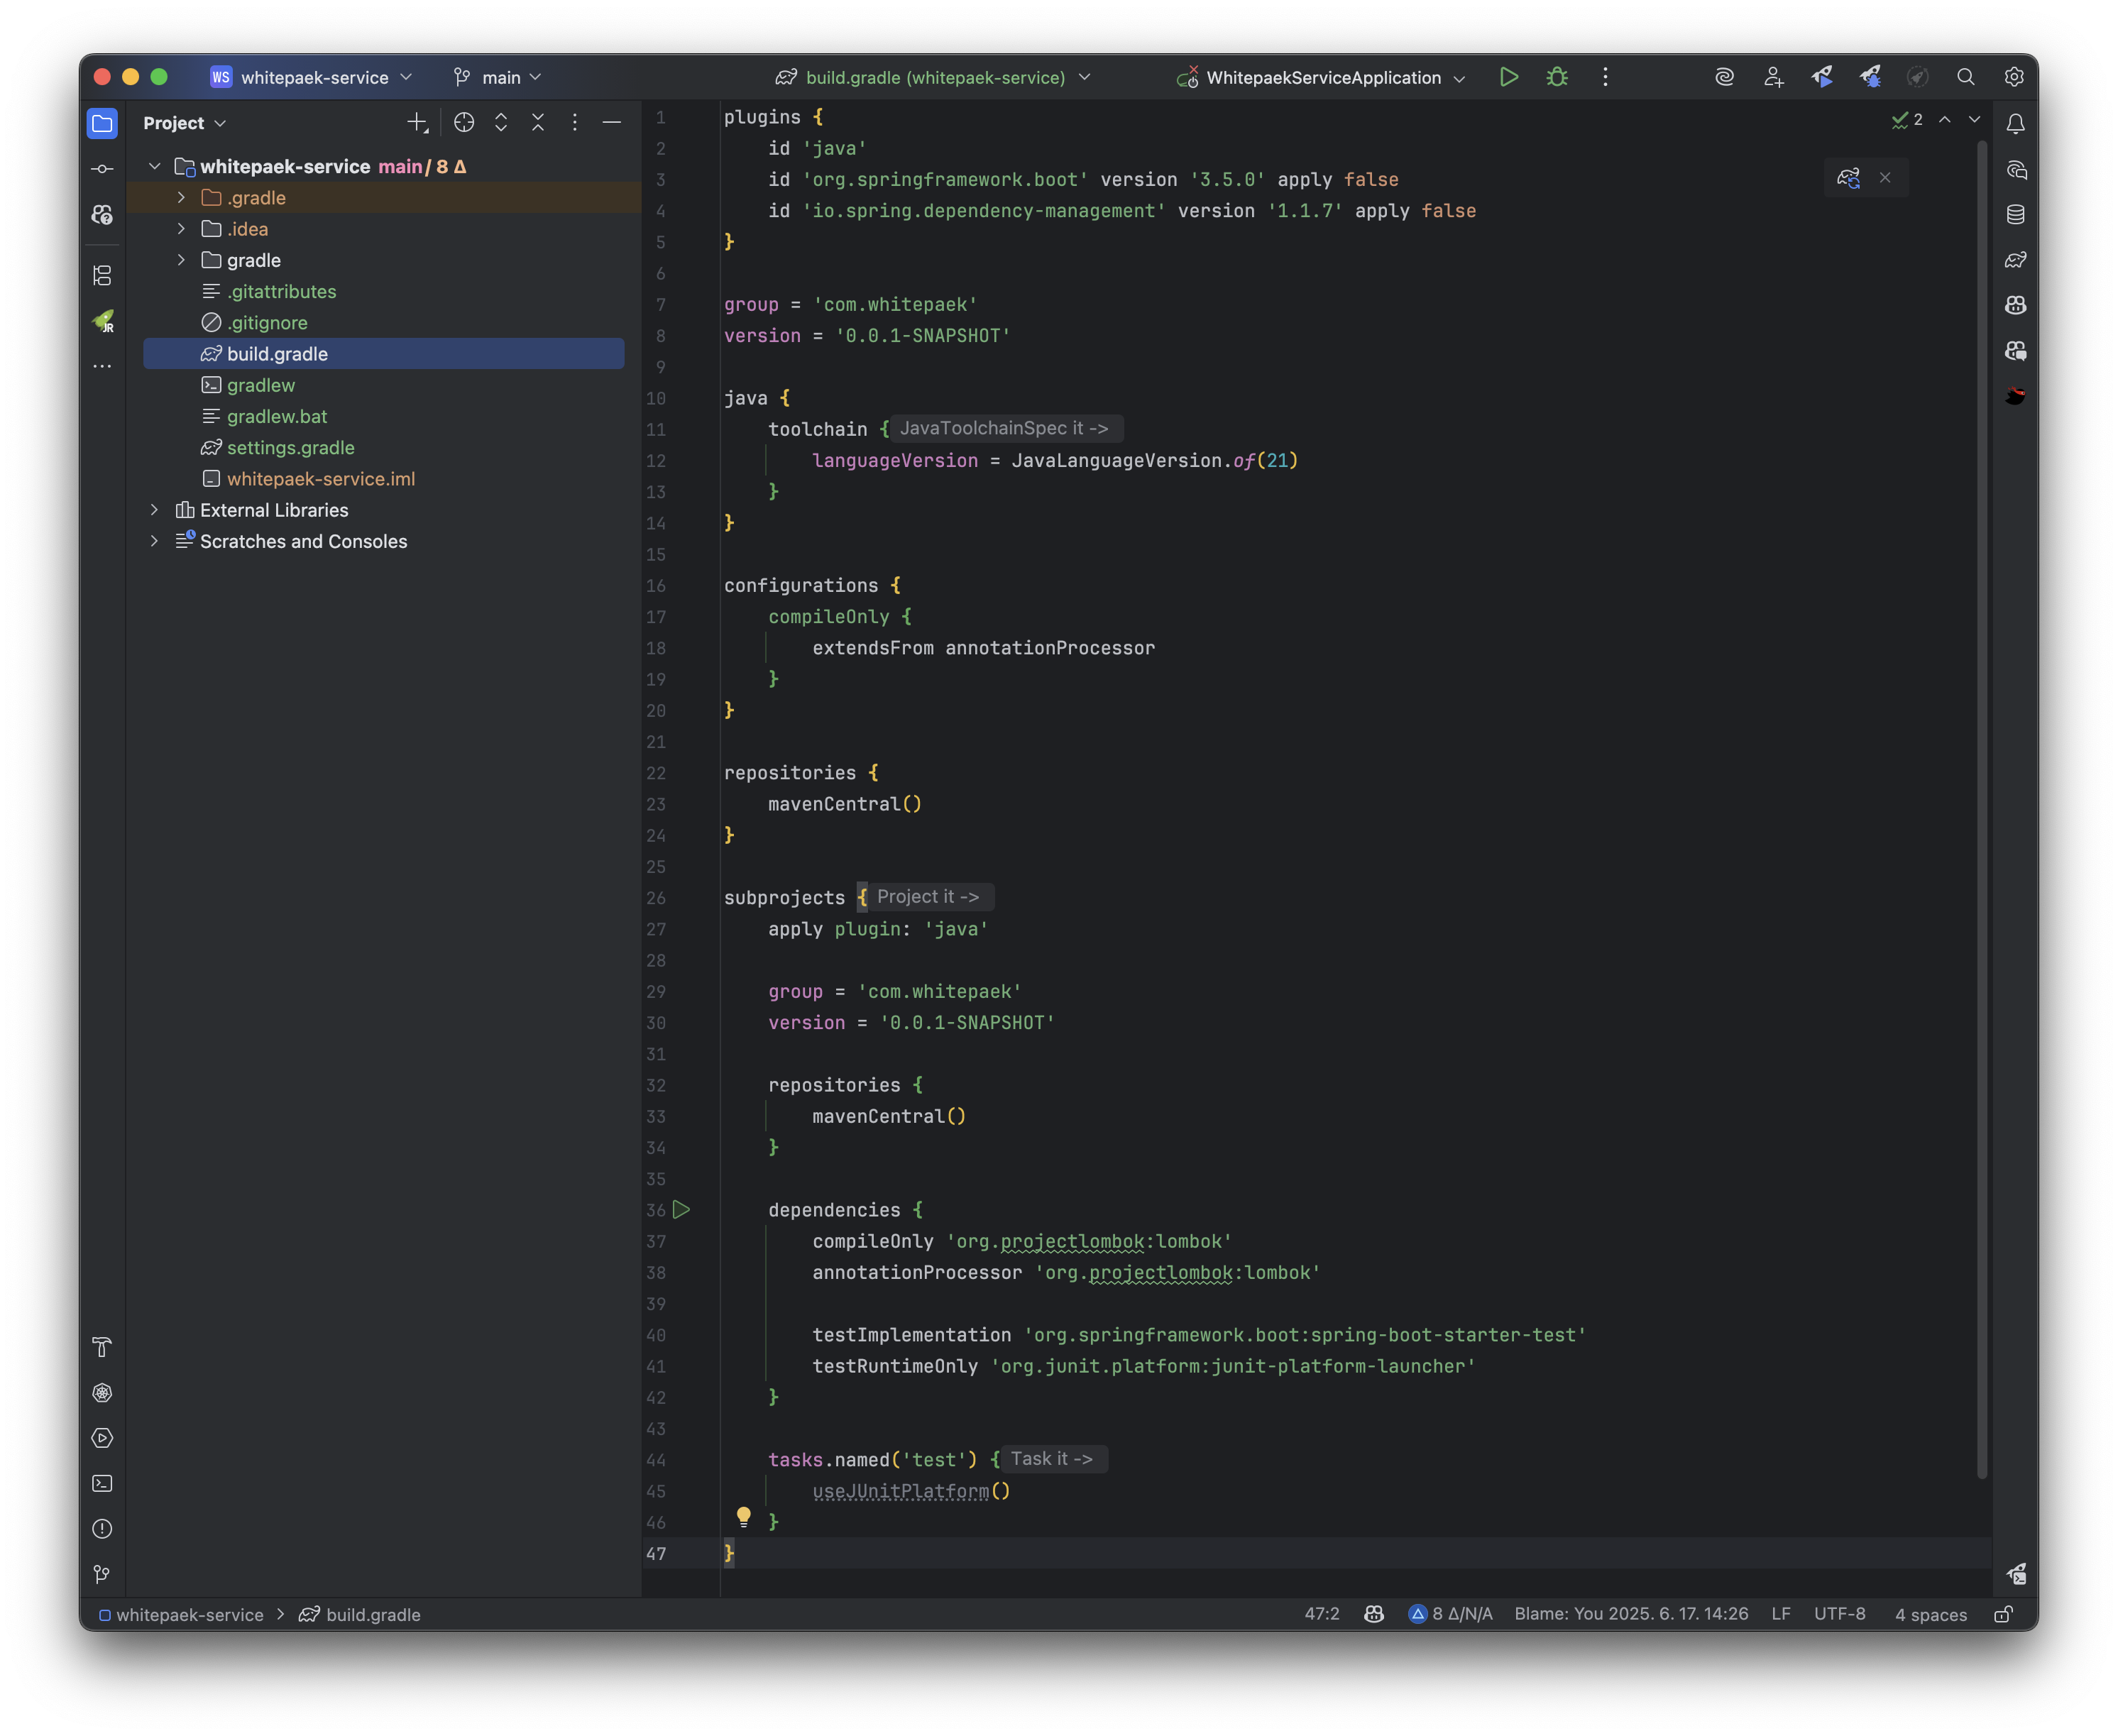 WS whitepaek-service
main
build.gradle (whitepaek-service)
WhitepaekServiceApplication
Project
whitepaek-service main / 8 Δ
.gradle
.idea
gradle
.gitattributes
.gitignore
build.gradle
gradlew
gradlew.bat
settings.gradle
whitepaek-service.iml
External Libraries
Scratches and Consoles
JR
2
1 plugins {
2     id 'java'
3     id 'org.springframework.boot' version '3.5.0' apply false
4     id 'io.spring.dependency-management' version '1.1.7' apply false
5 }
6
7 group = 'com.whitepaek'
8 version = '0.0.1-SNAPSHOT'
9
10 java {
11     toolchain { JavaToolchainSpec it ->
12         languageVersion = JavaLanguageVersion.of(21)
13     }
14 }
15
16 configurations {
17     compileOnly {
18         extendsFrom annotationProcessor
19     }
20 }
21
22 repositories {
23     mavenCentral()
24 }
25
26 subprojects { Project it ->
27     apply plugin: 'java'
28
29     group = 'com.whitepaek'
30     version = '0.0.1-SNAPSHOT'
31
32     repositories {
33         mavenCentral()
34     }
35
36     dependencies {
37         compileOnly 'org.projectlombok:lombok'
38         annotationProcessor 'org.projectlombok:lombok'
39
40         testImplementation 'org.springframework.boot:spring-boot-starter-test'
41         testRuntimeOnly 'org.junit.platform:junit-platform-launcher'
42     }
43
44     tasks.named('test') { Task it ->
45         useJUnitPlatform()
46     }
47 }
whitepaek-service > build.gradle
47:2
8 Δ/N/A
Blame: You 2025. 6. 17. 14:26
LF
UTF-8
4 spaces